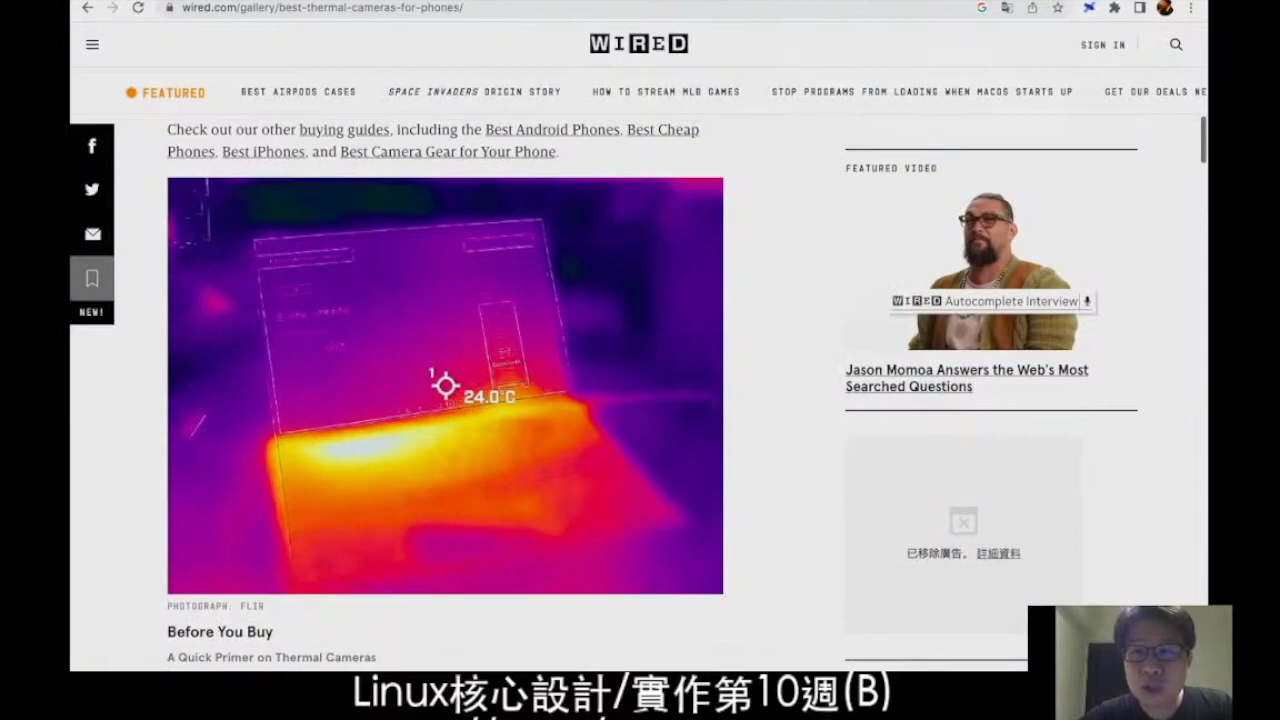 wired.com/gallery/best-thermal-cameras-for-phones/
WIRED
SIGN IN
FEATURED
BEST AIRPODS CASES
SPACE INVADERS ORIGIN STORY
HOW TO STREAM MLB GAMES
STOP PROGRAMS FROM LOADING WHEN MACOS STARTS UP
GET OUR DEALS NE
Check out our other buying guides, including the Best Android Phones, Best Cheap
Phones, Best iPhones, and Best Camera Gear for Your Phone.
NEW!
1
24.0°C
PHOTOGRAPH: FLIR
Before You Buy
A Quick Primer on Thermal Cameras
FEATURED VIDEO
WIRED Autocomplete Interview
Jason Momoa Answers the Web's Most
Searched Questions
已移除廣告。 詳細資料
Linux核心設計/實作第10週(B)